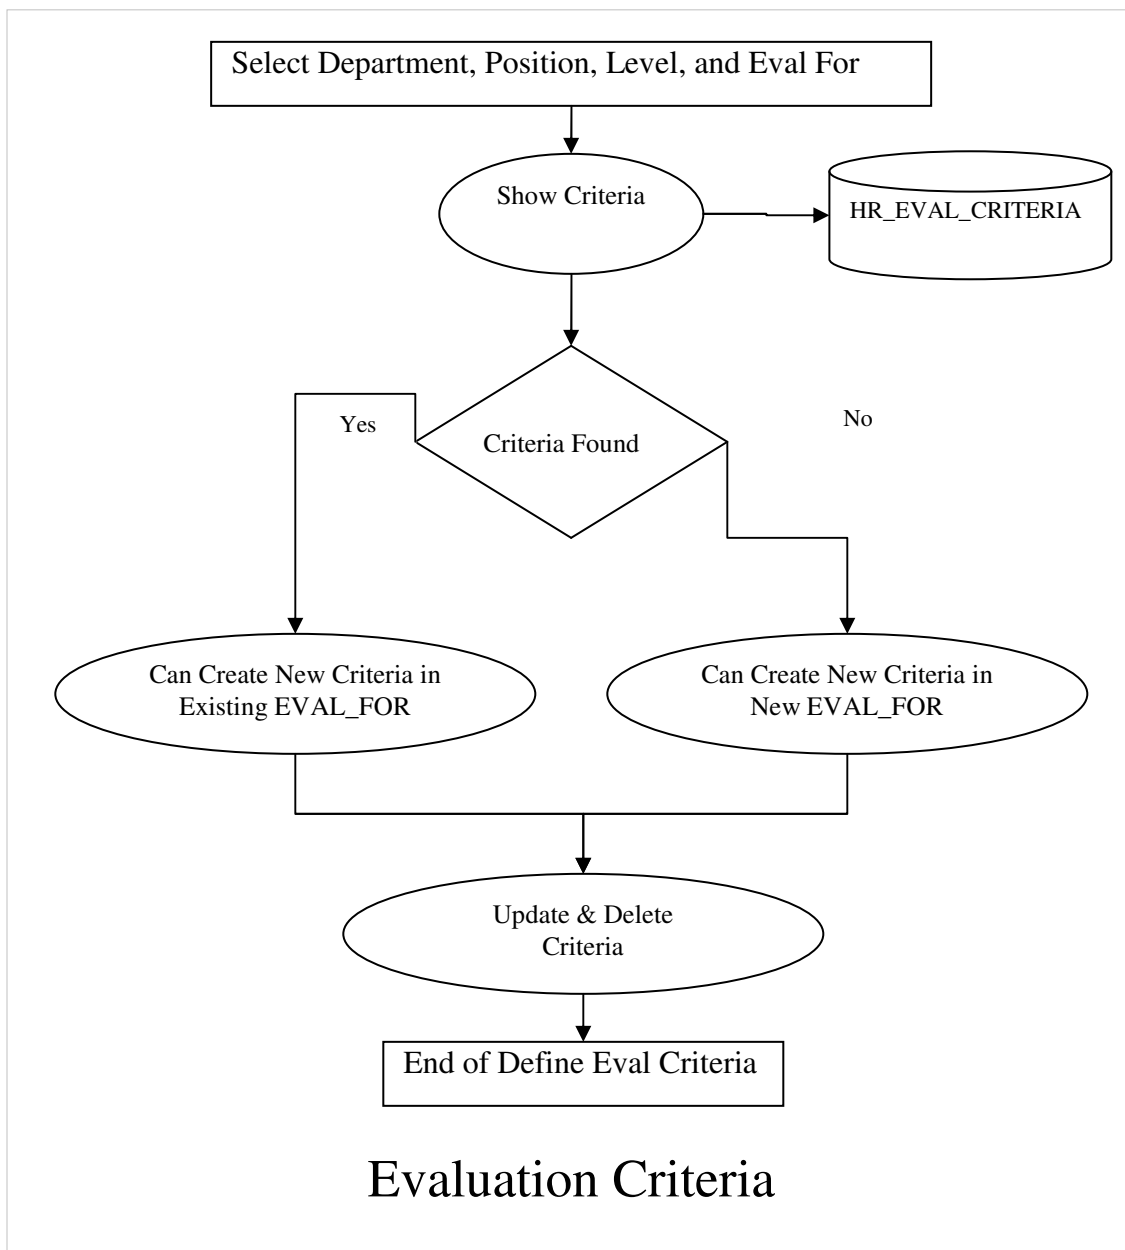 Select Department, Position, Level, and Eval For
Show Criteria
HR_EVAL_CRITERIA
Yes
No
Criteria Found
Can Create New Criteria in
Existing EVAL_FOR
Can Create New Criteria in
New EVAL_FOR
Update & Delete
Criteria
End of Define Eval Criteria
Evaluation Criteria